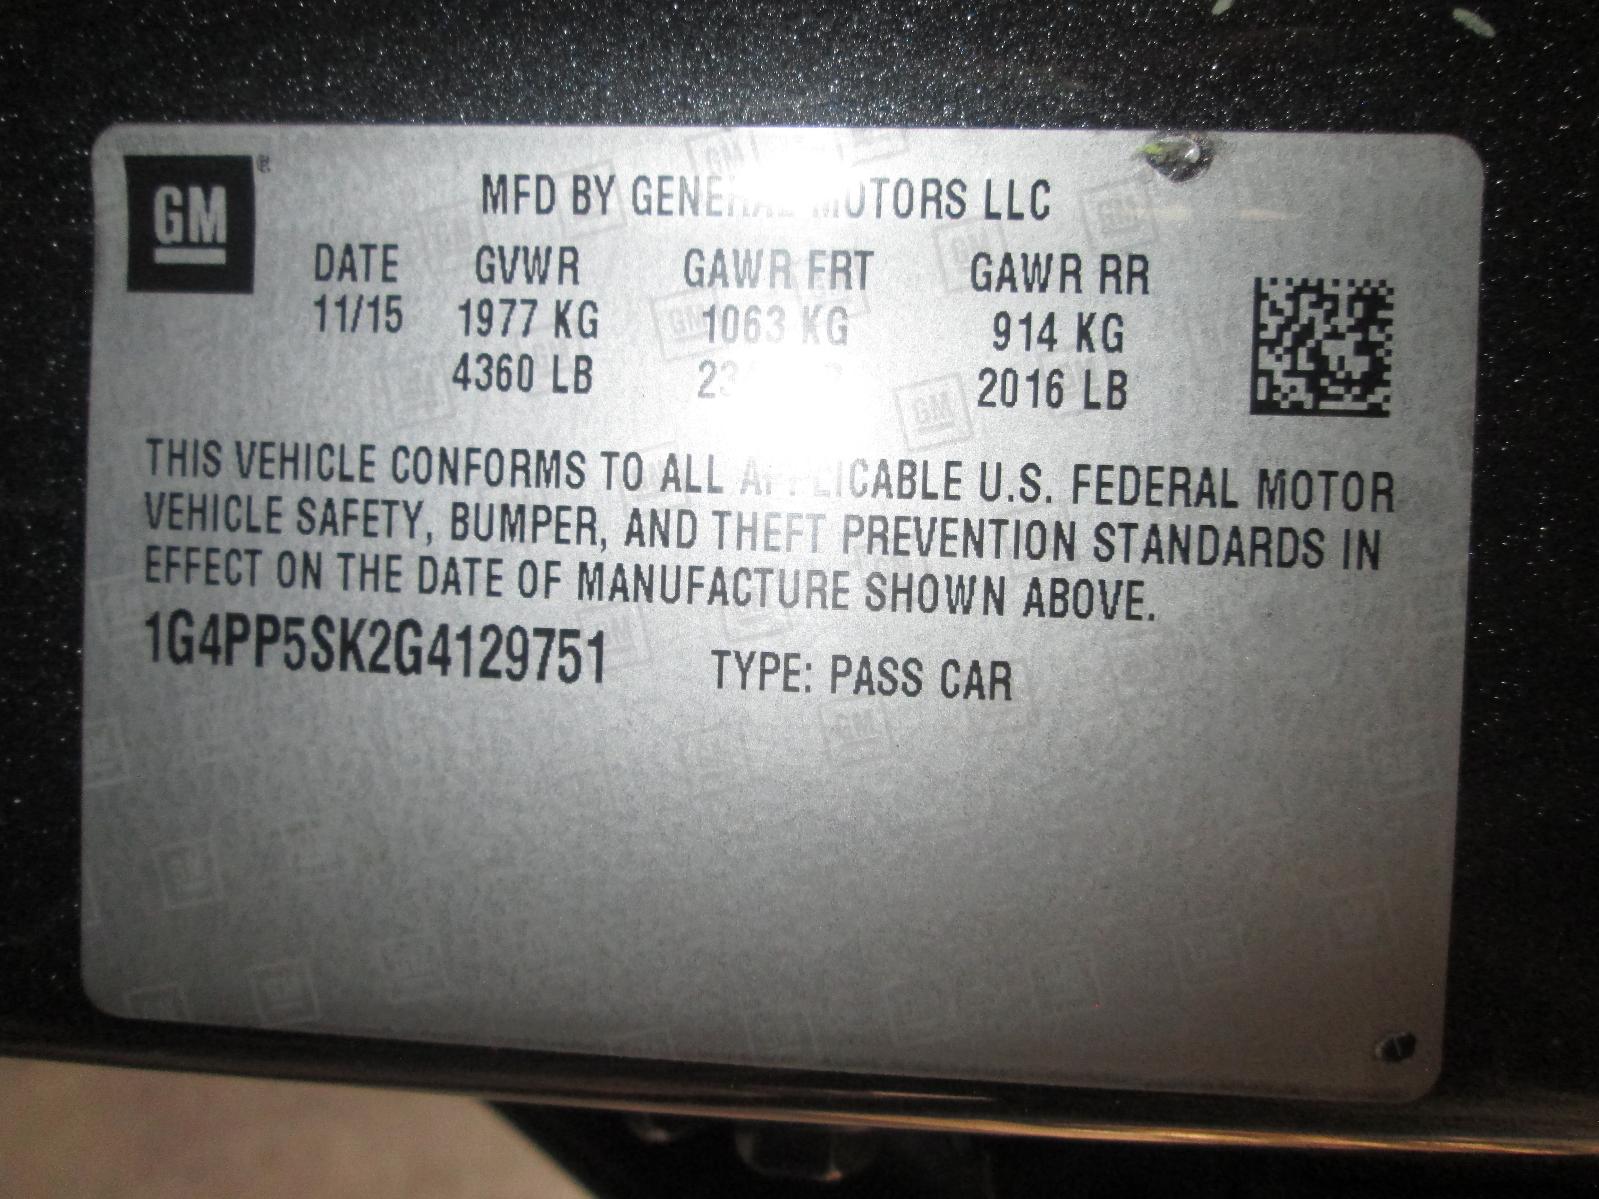 GM
MFD BY GENERAL MOTORS LLC
DATE GVWR GAWR FRT GAWR RR
11/15 1977 KG 1063 KG 914 KG
4360 LB 2016 LB
THIS VEHICLE CONFORMS TO ALL APPLICABLE U.S. FEDERAL MOTOR
VEHICLE SAFETY, BUMPER, AND THEFT PREVENTION STANDARDS IN
EFFECT ON THE DATE OF MANUFACTURE SHOWN ABOVE.
1G4PP5SK2G4129751 TYPE: PASS CAR